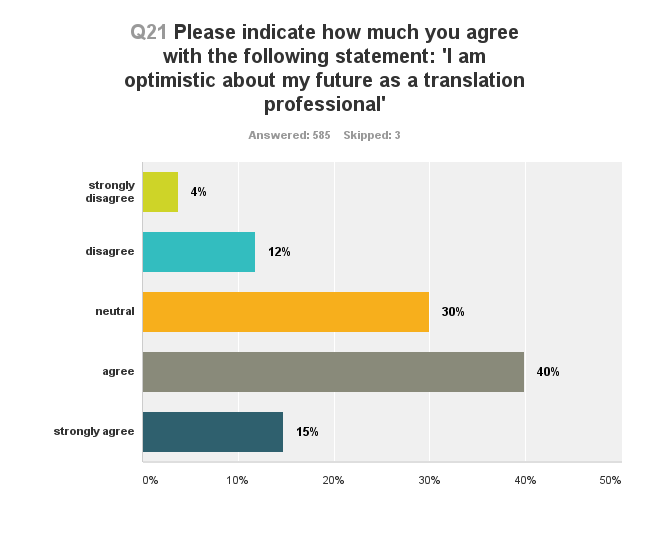 Q21 Please indicate how much you agree
with the following statement: 'I am
optimistic about my future as a translation
professional'
Answered: 585 Skipped: 3
strongly
disagree
4%
disagree
12%
neutral
30%
agree
40%
strongly agree
15%
0% 10% 20% 30% 40% 50%